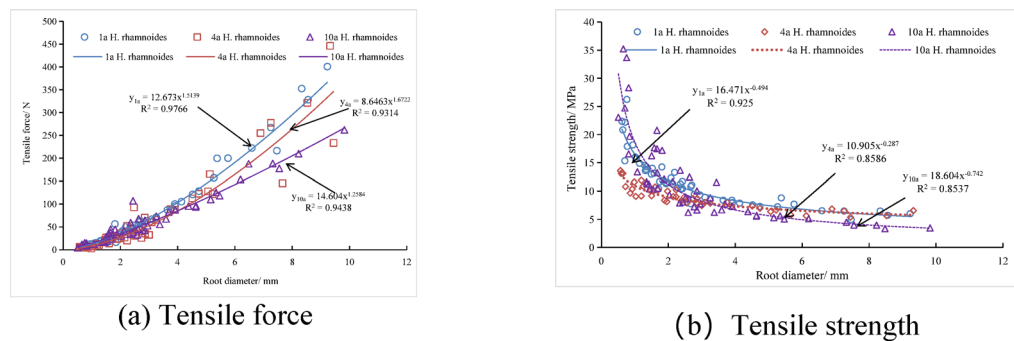 500
450
400
350
300
250
200
150
100
50
0
Tensile force/ N
1a H. rhamnoides 4a H. rhamnoides 10a H. rhamnoides
1a H. rhamnoides 4a H. rhamnoides 10a H. rhamnoides
y1a = 12.673x^1.5139
R² = 0.9766
y4a = 8.6463x^1.6722
R² = 0.9314
y10a = 14.604x^1.2584
R² = 0.9438
0 2 4 6 8 10 12
Root diameter/ mm
(a) Tensile force
40
35
30
25
20
15
10
5
0
Tensile strength/ MPa
1a H. rhamnoides 4a H. rhamnoides 10a H. rhamnoides
1a H. rhamnoides 4a H. rhamnoides 10a H. rhamnoides
y1a = 16.471x^-0.494
R² = 0.925
y4a = 10.905x^-0.287
R² = 0.8586
y10a = 18.604x^-0.742
R² = 0.8537
0 2 4 6 8 10 12
Root diameter/mm
(b) Tensile strength